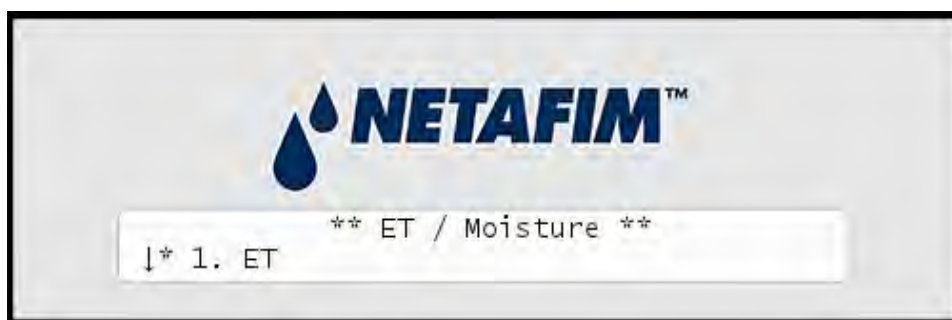 NETAFIM™
** ET / Moisture **
↓* 1. ET